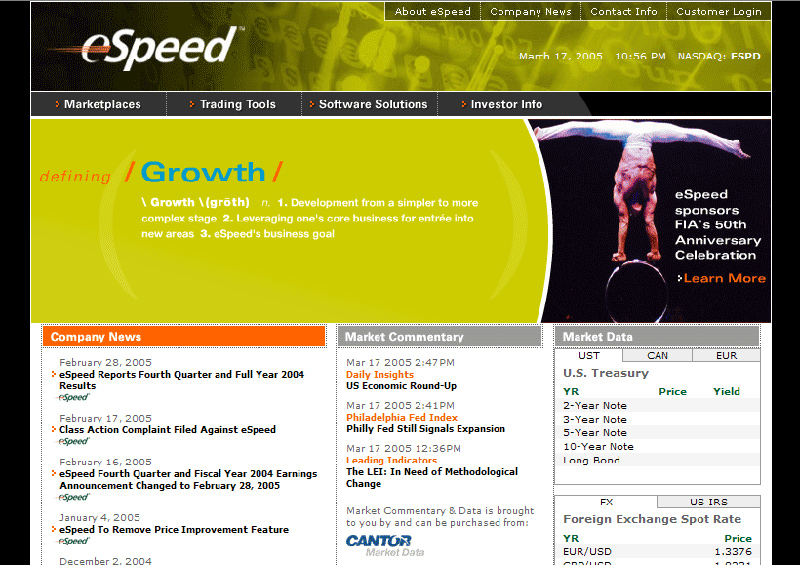 About eSpeed Company News Contact Info Customer Login
eSpeed™
March 17, 2005 10:56 PM NASDAQ: ESPD
Marketplaces Trading Tools Software Solutions Investor Info
defining / Growth /
\ Growth \ (grōth) n. 1. Development from a simpler to more
complex stage 2. Leveraging one's core business for entrée into
new areas 3. eSpeed's business goal
eSpeed
sponsors
FIA's 50th
Anniversary
Celebration
Learn More
Company News
February 28, 2005
eSpeed Reports Fourth Quarter and Full Year 2004
Results
eSpeed
February 17, 2005
Class Action Complaint Filed Against eSpeed
eSpeed
February 16, 2005
eSpeed Fourth Quarter and Fiscal Year 2004 Earnings
Announcement Changed to February 28, 2005
eSpeed
January 4, 2005
eSpeed To Remove Price Improvement Feature
eSpeed
December 2, 2004
Market Commentary
Mar 17 2005 2:47PM
Daily Insights
US Economic Round-Up
Mar 17 2005 2:41PM
Philadelphia Fed Index
Philly Fed Still Signals Expansion
Mar 17 2005 12:36PM
Leading Indicators
The LEI: In Need of Methodological
Change
Market Commentary & Data is brought
to you by and can be purchased from:
CANTOR
Market Data
Market Data
UST CAN EUR
U.S. Treasury
YR Price Yield
2-Year Note
3-Year Note
5-Year Note
10-Year Note
Long Bond
FX US IRS
Foreign Exchange Spot Rate
YR Price
EUR/USD 1.3376